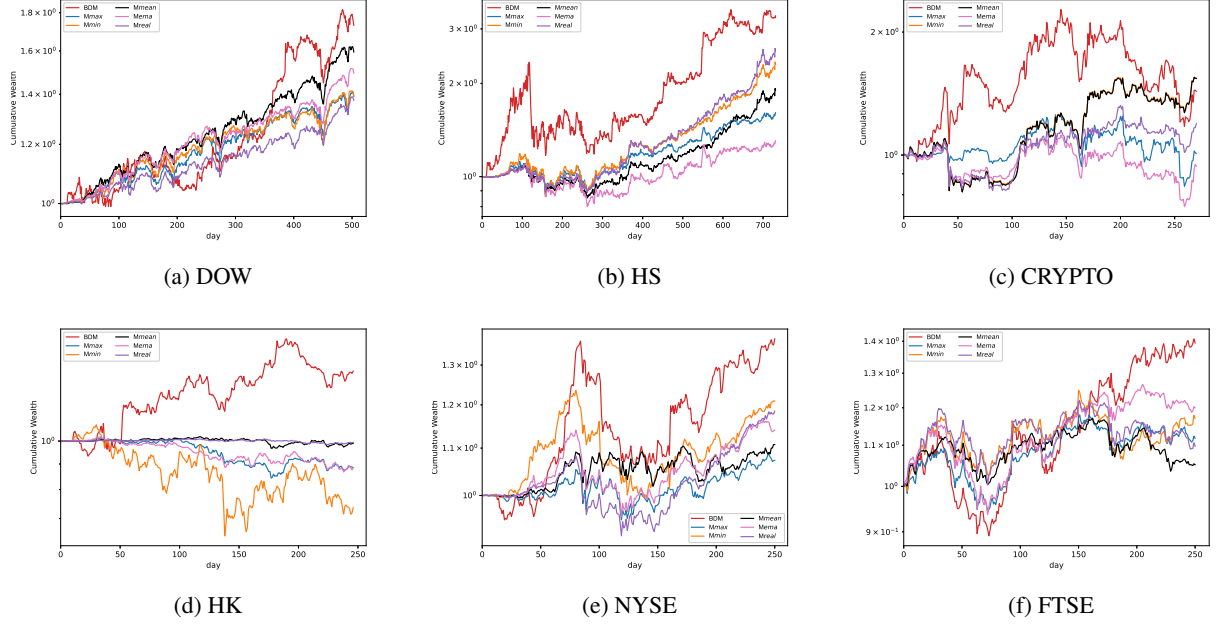 1.8 × 10⁰
1.6 × 10⁰
1.4 × 10⁰
1.2 × 10⁰
10⁰
Cumulative Wealth
BDM Mmean
Mmax Mema
Mmin Mreal
0 100 200 300 400 500
day
(a) DOW
3 × 10⁰
2 × 10⁰
10⁰
Cumulative Wealth
BDM Mmean
Mmax Mema
Mmin Mreal
0 100 200 300 400 500 600 700
day
(b) HS
2 × 10⁰
10⁰
Cumulative Wealth
BDM Mmean
Mmax Mema
Mmin Mreal
0 50 100 150 200 250
day
(c) CRYPTO
10⁰
Cumulative Wealth
BDM Mmean
Mmax Mema
Mmin Mreal
0 50 100 150 200 250
day
(d) HK
1.3 × 10⁰
1.2 × 10⁰
1.1 × 10⁰
10⁰
Cumulative Wealth
BDM Mmean
Mmax Mema
Mmin Mreal
0 50 100 150 200 250
day
(e) NYSE
1.4 × 10⁰
1.3 × 10⁰
1.2 × 10⁰
1.1 × 10⁰
10⁰
9 × 10⁻¹
Cumulative Wealth
BDM Mmean
Mmax Mema
Mmin Mreal
0 50 100 150 200 250
day
(f) FTSE